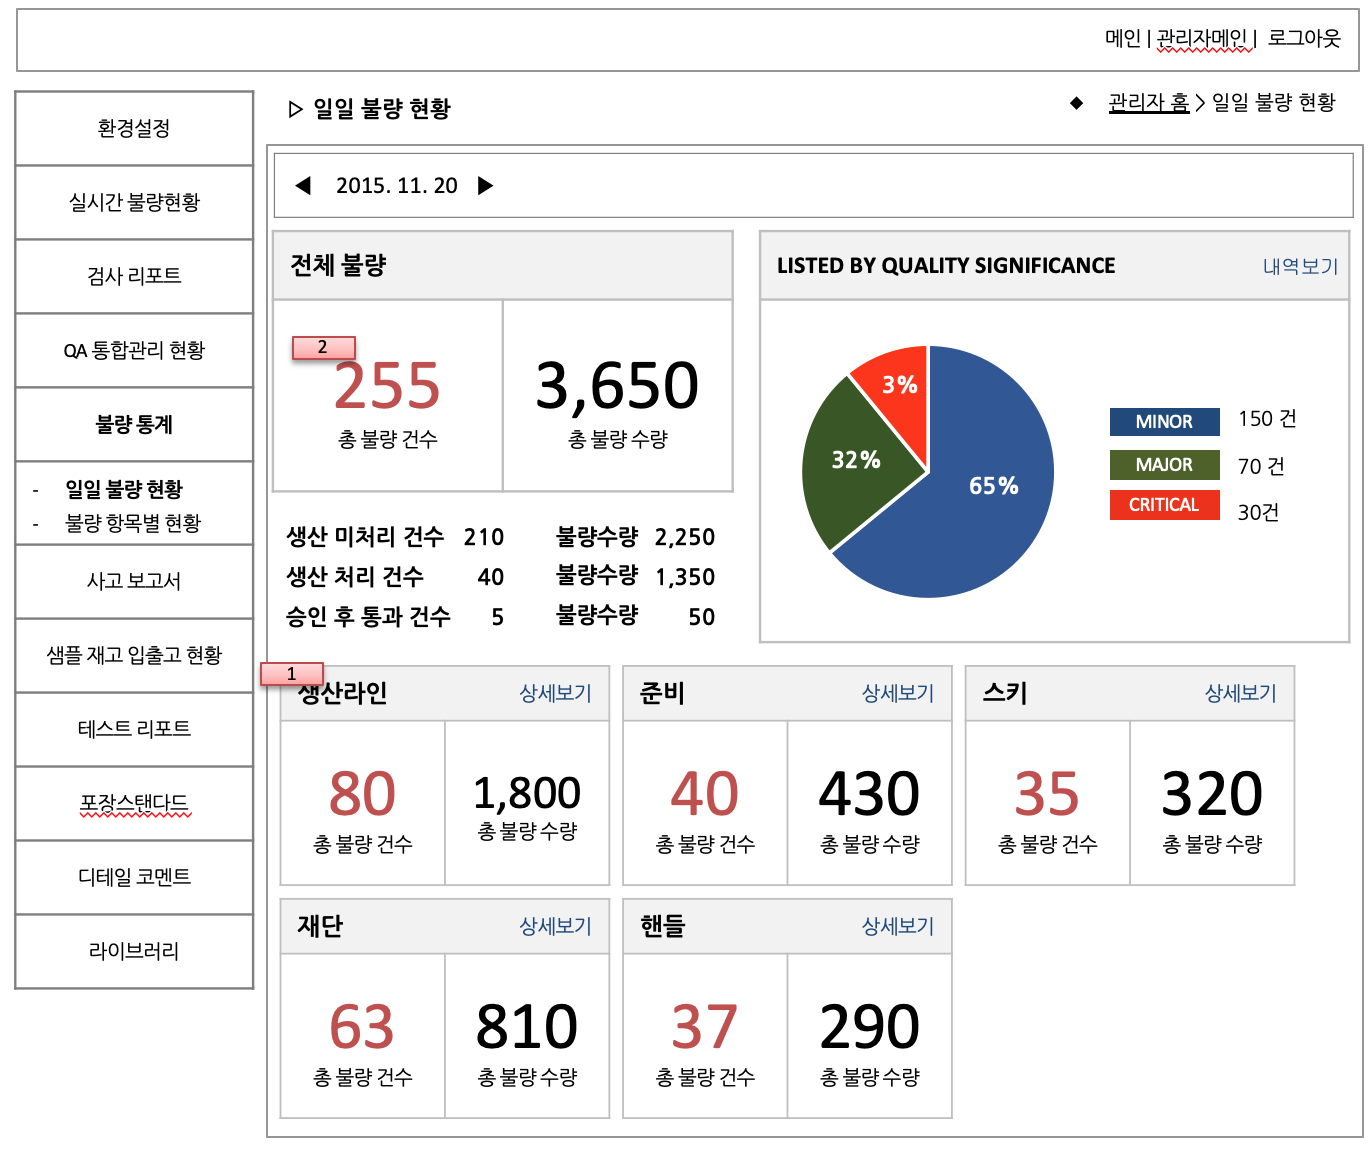 메인 | 관리자메인 | 로그아웃
▷ 일일 불량 현황
◆ 관리자 홈 > 일일 불량 현황
환경설정
실시간 불량현황
검사 리포트
QA 통합관리 현황
불량 통계
- 일일 불량 현황
- 불량 항목별 현황
사고 보고서
샘플 재고 입출고 현황
테스트 리포트
포장스탠다드
디테일 코멘트
라이브러리
◀ 2015. 11. 20 ▶
전체 불량
2
255
총 불량 건수
3,650
총 불량 수량
생산 미처리 건수 210 불량수량 2,250
생산 처리 건수 40 불량수량 1,350
승인 후 통과 건수 5 불량수량 50
LISTED BY QUALITY SIGNIFICANCE 내역보기
3%
32%
65%
MINOR 150 건
MAJOR 70 건
CRITICAL 30건
1
생산라인 상세보기
80
총 불량 건수
1,800
총 불량 수량
준비 상세보기
40
총 불량 건수
430
총 불량 수량
스키 상세보기
35
총 불량 건수
320
총 불량 수량
재단 상세보기
63
총 불량 건수
810
총 불량 수량
핸들 상세보기
37
총 불량 건수
290
총 불량 수량